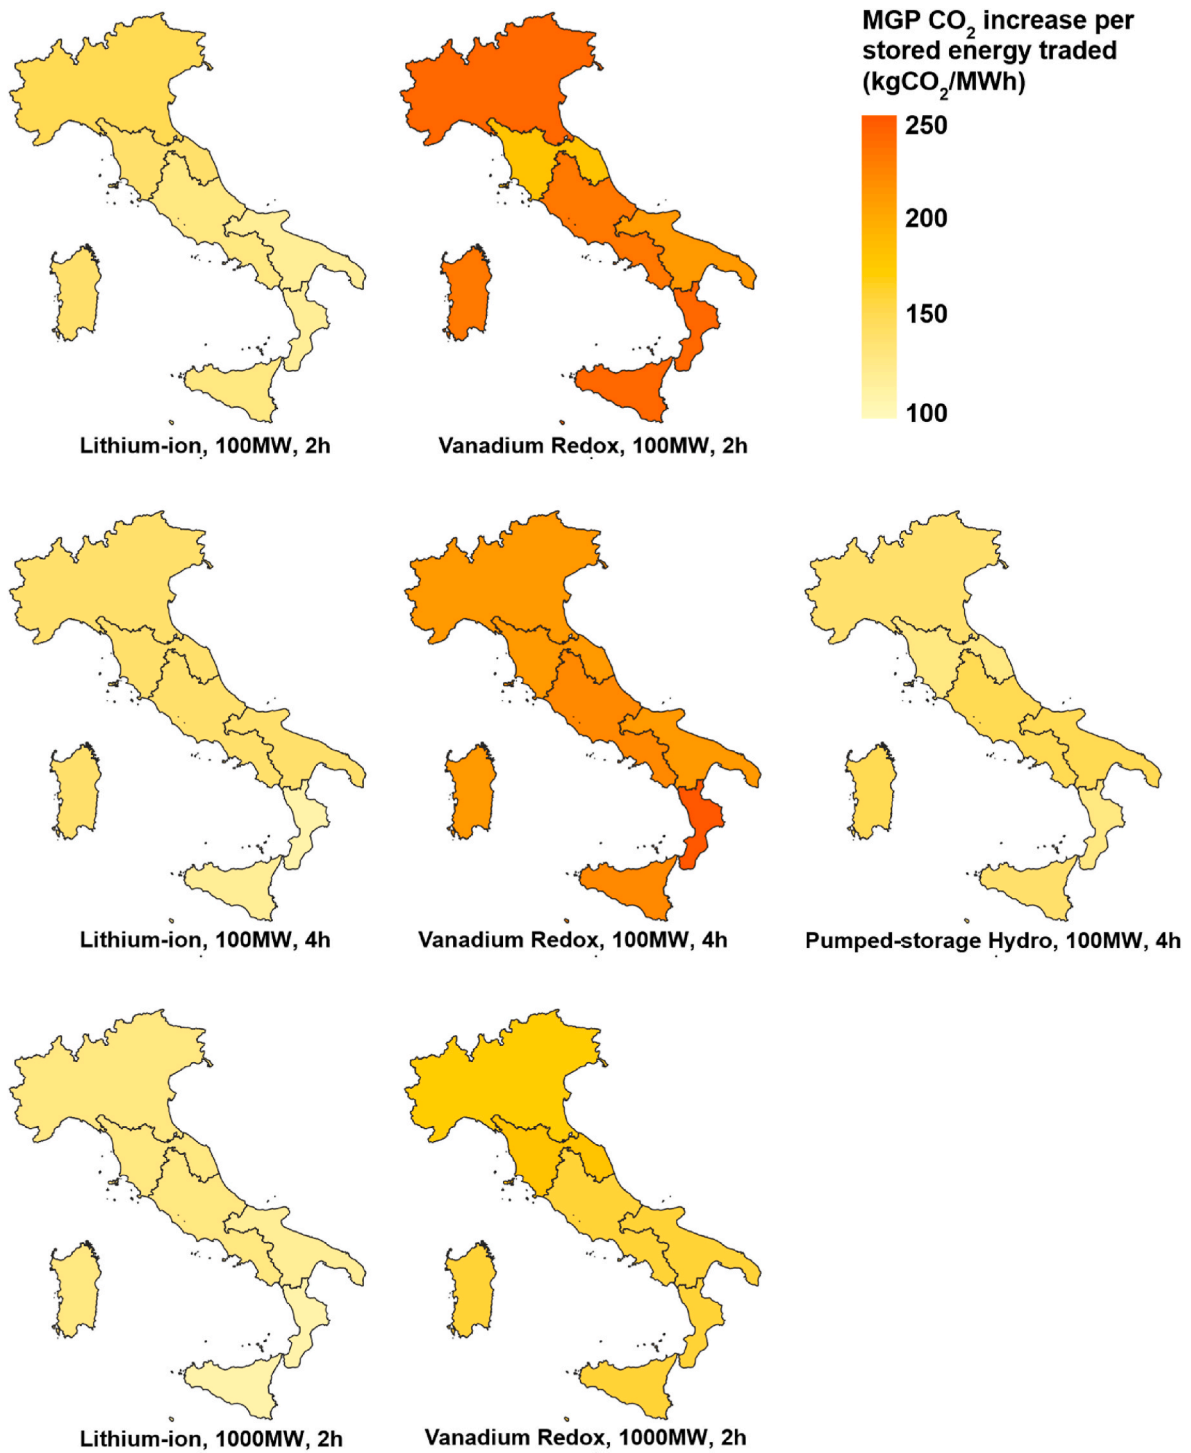 MGP CO2 increase per
stored energy traded
(kgCO2/MWh)
250
200
150
100
Lithium-ion, 100MW, 2h
Vanadium Redox, 100MW, 2h
Lithium-ion, 100MW, 4h
Vanadium Redox, 100MW, 4h
Pumped-storage Hydro, 100MW, 4h
Lithium-ion, 1000MW, 2h
Vanadium Redox, 1000MW, 2h